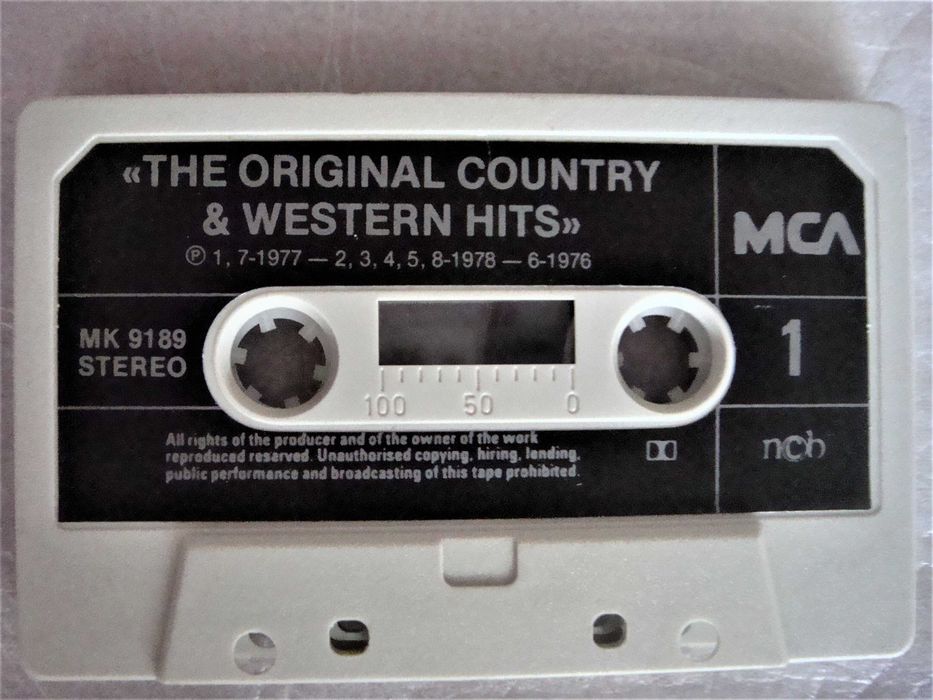 «THE ORIGINAL COUNTRY
& WESTERN HITS»
℗ 1, 7-1977 — 2, 3, 4, 5, 8-1978 — 6-1976
MCA
MK 9189
STEREO
1
100 50 0
All rights of the producer and of the owner of the work
reproduced reserved. Unauthorised copying, hiring, lending,
public performance and broadcasting of this tape prohibited.
ncb